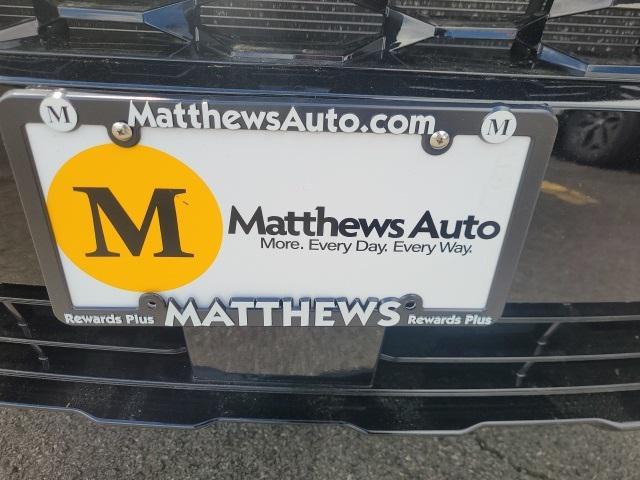 M MatthewsAuto.com M
M
Matthews Auto
More. Every Day. Every Way.
Rewards Plus MATTHEWS Rewards Plus